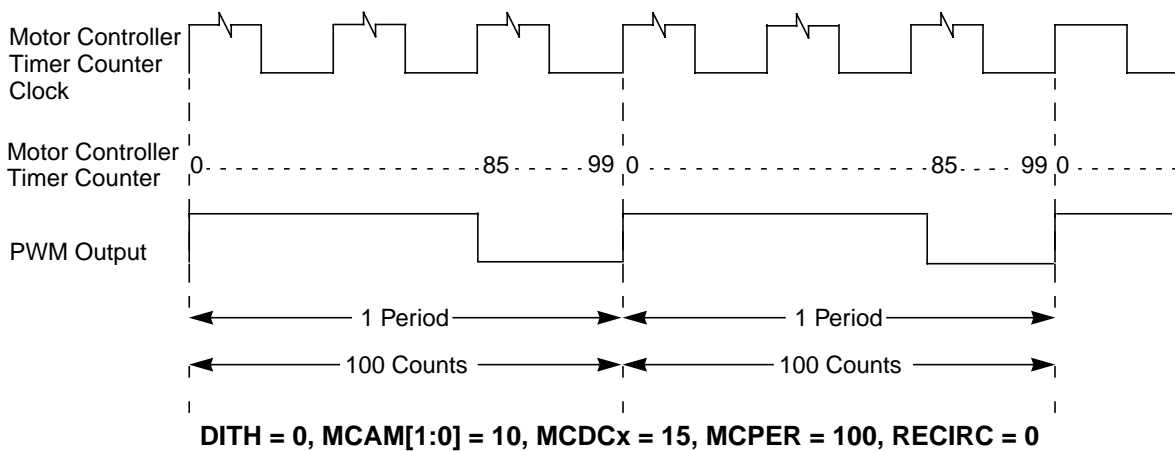 Motor Controller
Timer Counter
Clock
Motor Controller
Timer Counter
0 85 99 0 85 99 0
PWM Output
1 Period 1 Period
100 Counts 100 Counts
DITH = 0, MCAM[1:0] = 10, MCDCx = 15, MCPER = 100, RECIRC = 0